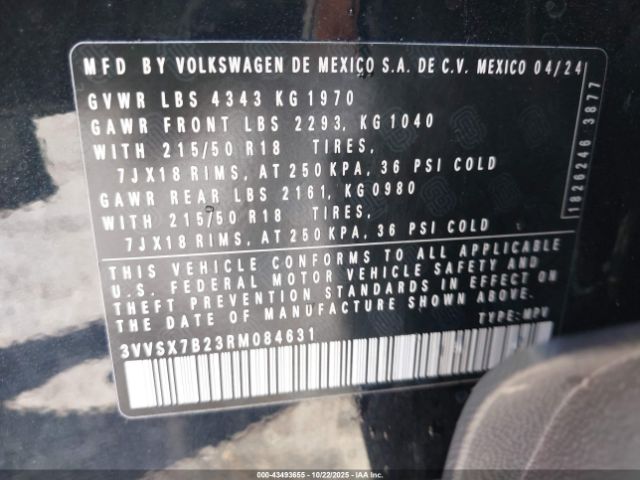 MFD BY VOLKSWAGEN DE MEXICO S.A. DE C.V. MEXICO 04/24
GVWR LBS 4343 KG 1970
GAWR FRONT LBS 2293, KG 1040
WITH 215/50 R18 TIRES,
7JX18 RIMS, AT 250 KPA, 36 PSI COLD
GAWR REAR LBS 2161, KG 0980
WITH 215/50 R18 TIRES,
7JX18 RIMS, AT 250 KPA, 36 PSI COLD
THIS VEHICLE CONFORMS TO ALL APPLICABLE
U.S. FEDERAL MOTOR VEHICLE SAFETY AND
THEFT PREVENTION STANDARDS IN EFFECT ON
THE DATE OF MANUFACTURE SHOWN ABOVE.
TYPE: MPV
3VVSX7B23RM084631
1826246 3877
000-43493655 • 10/22/2025 • IAAI.COM